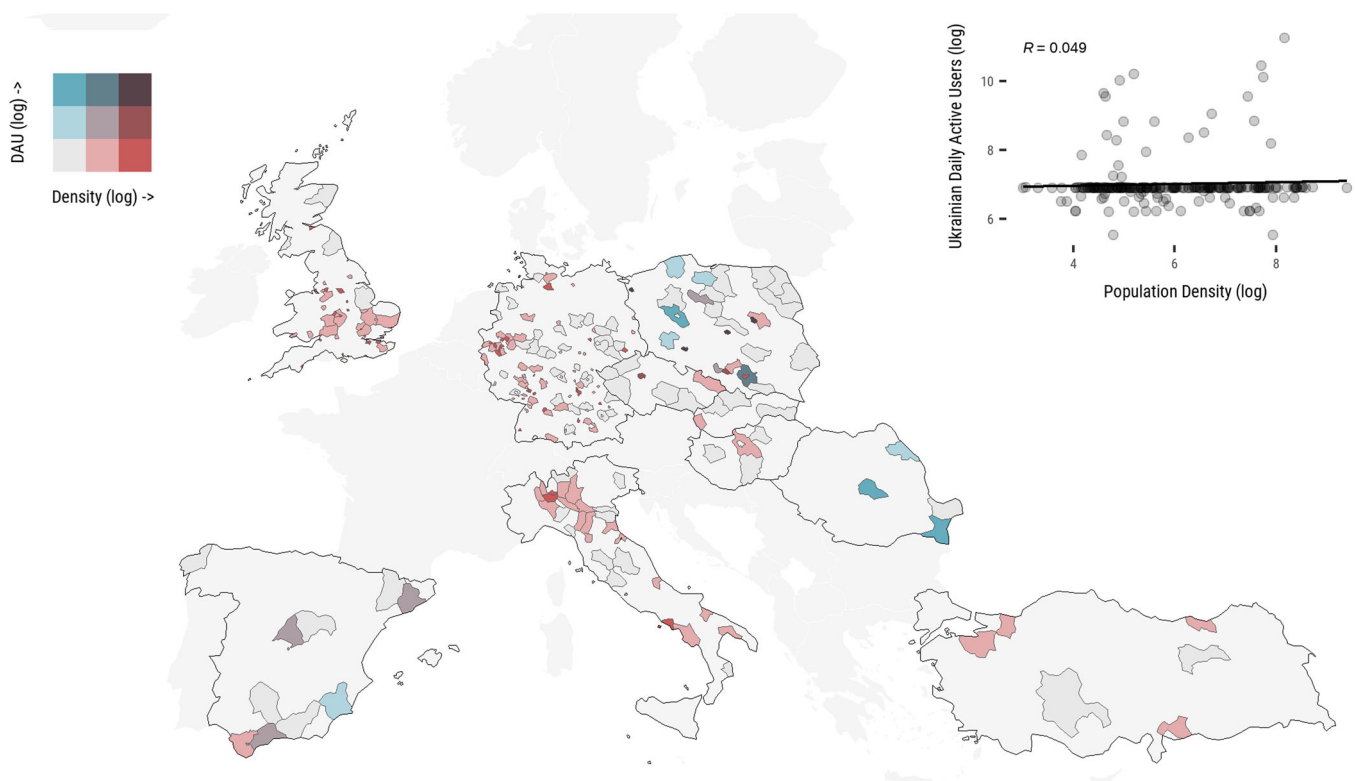 DAU (log) ->
Density (log) ->
Ukrainian Daily Active Users (log)
R = 0.049
10
8
6
4 6 8
Population Density (log)